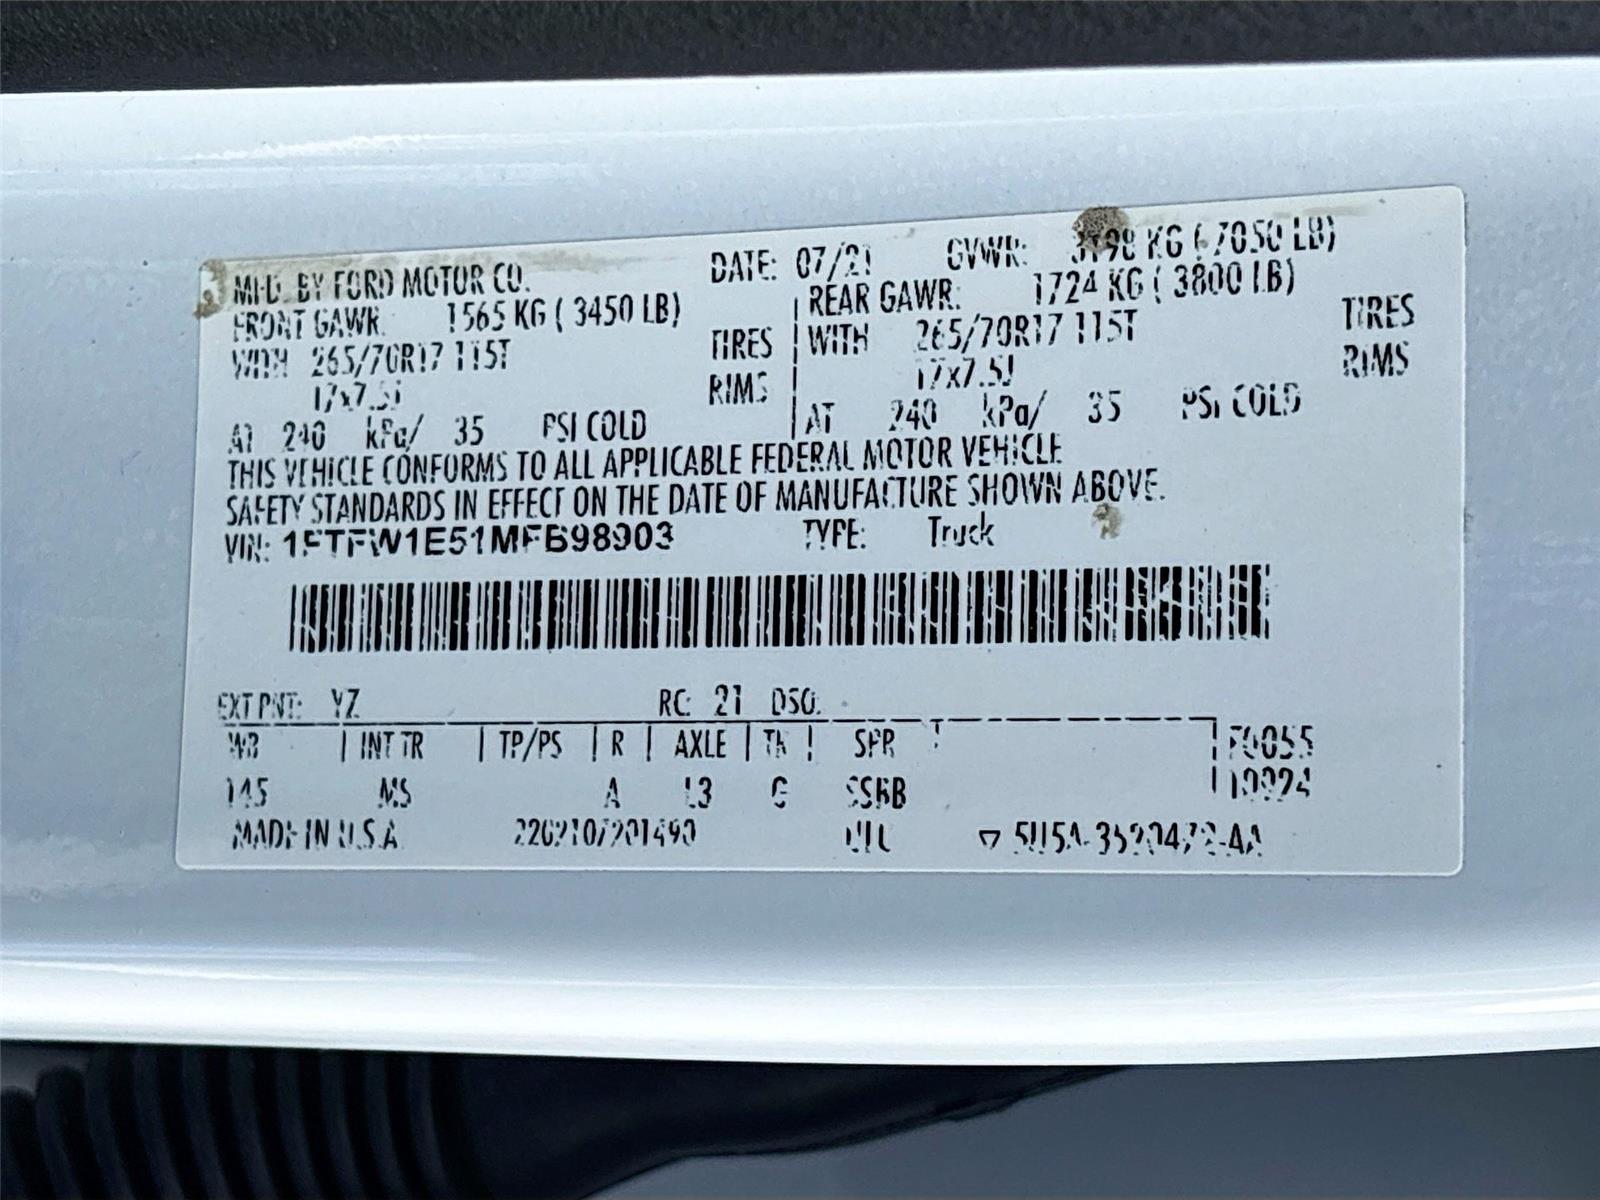 MFD. BY FORD MOTOR CO. DATE: 07/21 GVWR: 3198 KG ( 7050 LB)
FRONT GAWR: 1565 KG ( 3450 LB) REAR GAWR: 1724 KG ( 3800 LB)
WITH 265/70R17 115T TIRES WITH 265/70R17 115T TIRES
17x7.5J RIMS 17x7.5J RIMS
AT 240 kPa/ 35 PSI COLD AT 240 kPa/ 35 PSI COLD
THIS VEHICLE CONFORMS TO ALL APPLICABLE FEDERAL MOTOR VEHICLE
SAFETY STANDARDS IN EFFECT ON THE DATE OF MANUFACTURE SHOWN ABOVE.
VIN: 1FTFW1E51MFB98903 TYPE: Truck
EXT PNT: YZ RC: 21 DSO:
WB INT TR TP/PS R AXLE TR SPR F0055
145 MS A L3 G SSBB
MADE IN U.S.A.